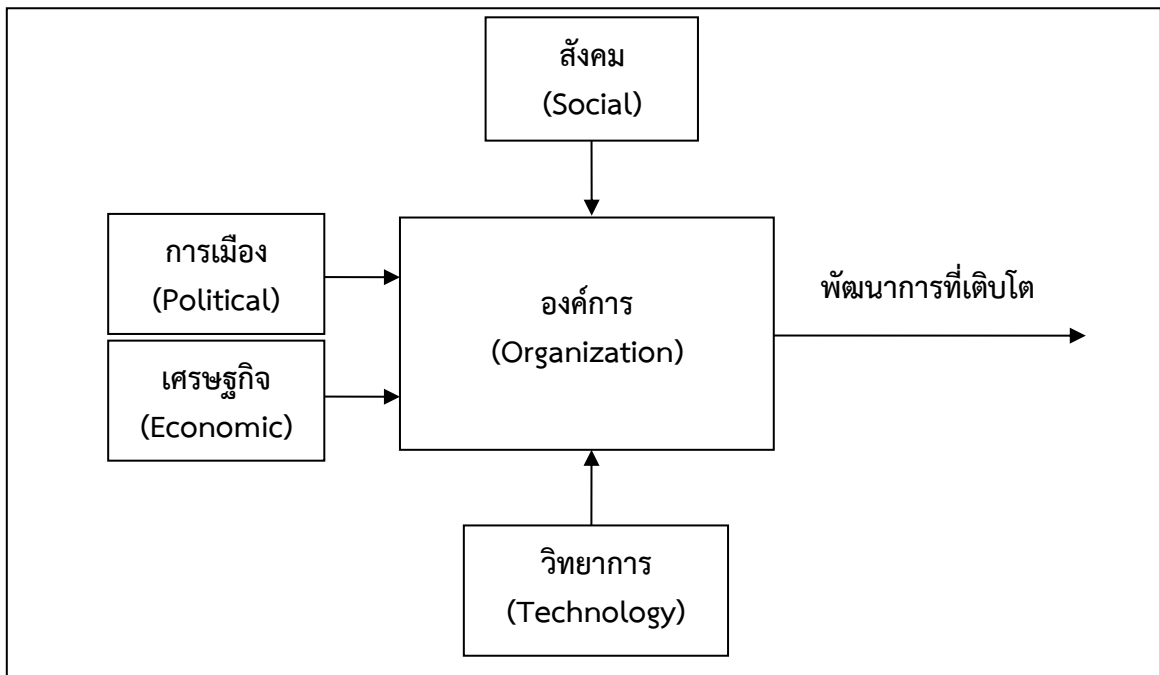 สังคม
(Social)
การเมือง
(Political)
เศรษฐกิจ
(Economic)
องค์การ
(Organization)
พัฒนาการที่เติบโต
วิทยาการ
(Technology)